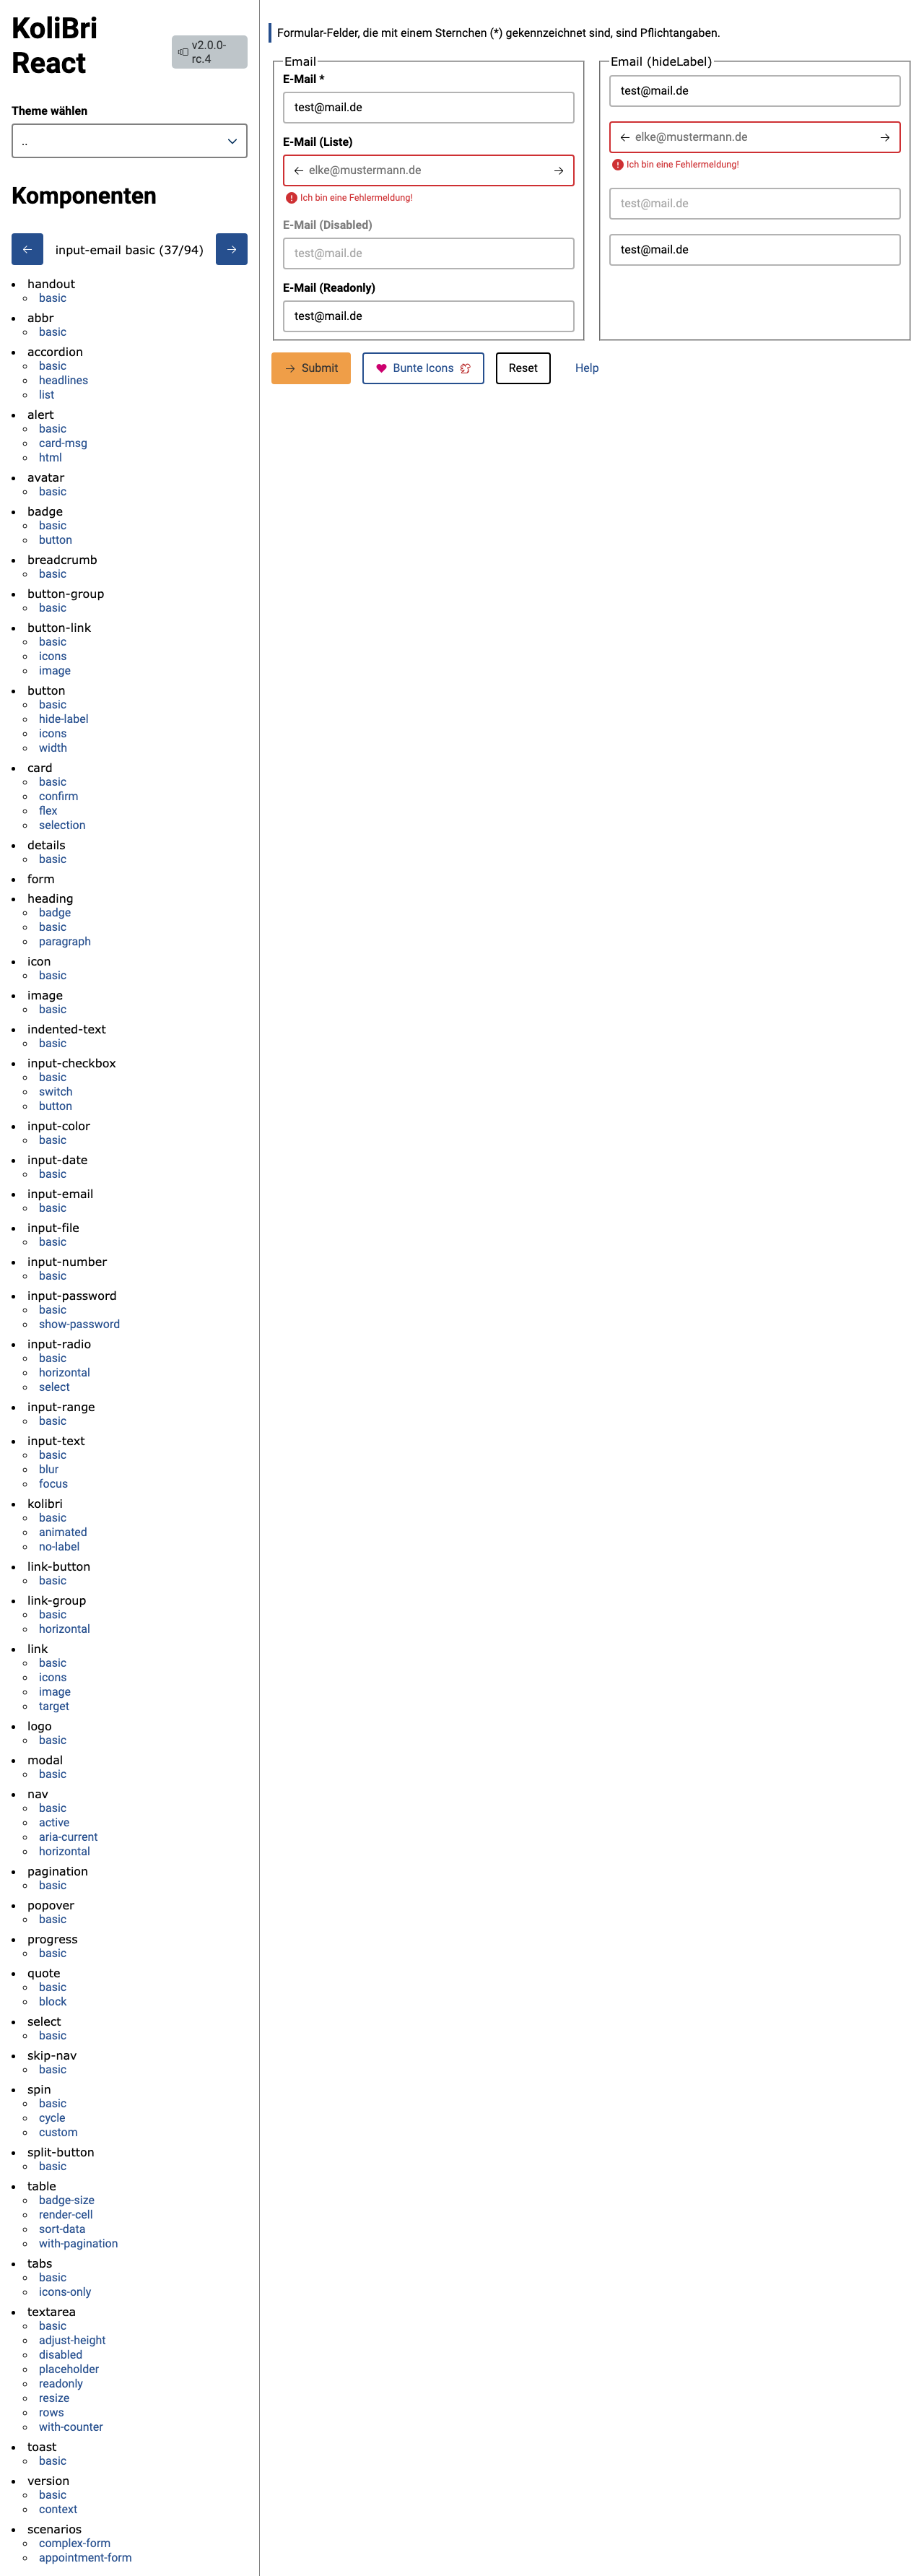 KoliBri
React
v2.0.0-
rc.4
Theme wählen
..
Komponenten
input-email basic (37/94)
handout
basic
abbr
basic
accordion
basic
headlines
list
alert
basic
card-msg
html
avatar
basic
badge
basic
button
breadcrumb
basic
button-group
basic
button-link
basic
icons
image
button
basic
hide-label
icons
width
card
basic
confirm
flex
selection
details
basic
form
heading
badge
basic
paragraph
icon
basic
image
basic
indented-text
basic
input-checkbox
basic
switch
button
input-color
basic
input-date
basic
input-email
basic
input-file
basic
input-number
basic
input-password
basic
show-password
input-radio
basic
horizontal
select
input-range
basic
input-text
basic
blur
focus
kolibri
basic
animated
no-label
link-button
basic
link-group
basic
horizontal
link
basic
icons
image
target
logo
basic
modal
basic
nav
basic
active
aria-current
horizontal
pagination
basic
popover
basic
progress
basic
quote
basic
block
select
basic
skip-nav
basic
spin
basic
cycle
custom
split-button
basic
table
badge-size
render-cell
sort-data
with-pagination
tabs
basic
icons-only
textarea
basic
adjust-height
disabled
placeholder
readonly
resize
rows
with-counter
toast
basic
version
basic
context
scenarios
complex-form
appointment-form
Formular-Felder, die mit einem Sternchen (*) gekennzeichnet sind, sind Pflichtangaben.
Email
E-Mail *
test@mail.de
E-Mail (Liste)
elke@mustermann.de
Ich bin eine Fehlermeldung!
E-Mail (Disabled)
test@mail.de
E-Mail (Readonly)
test@mail.de
Email (hideLabel)
test@mail.de
elke@mustermann.de
Ich bin eine Fehlermeldung!
test@mail.de
test@mail.de
Submit
Bunte Icons
Reset
Help